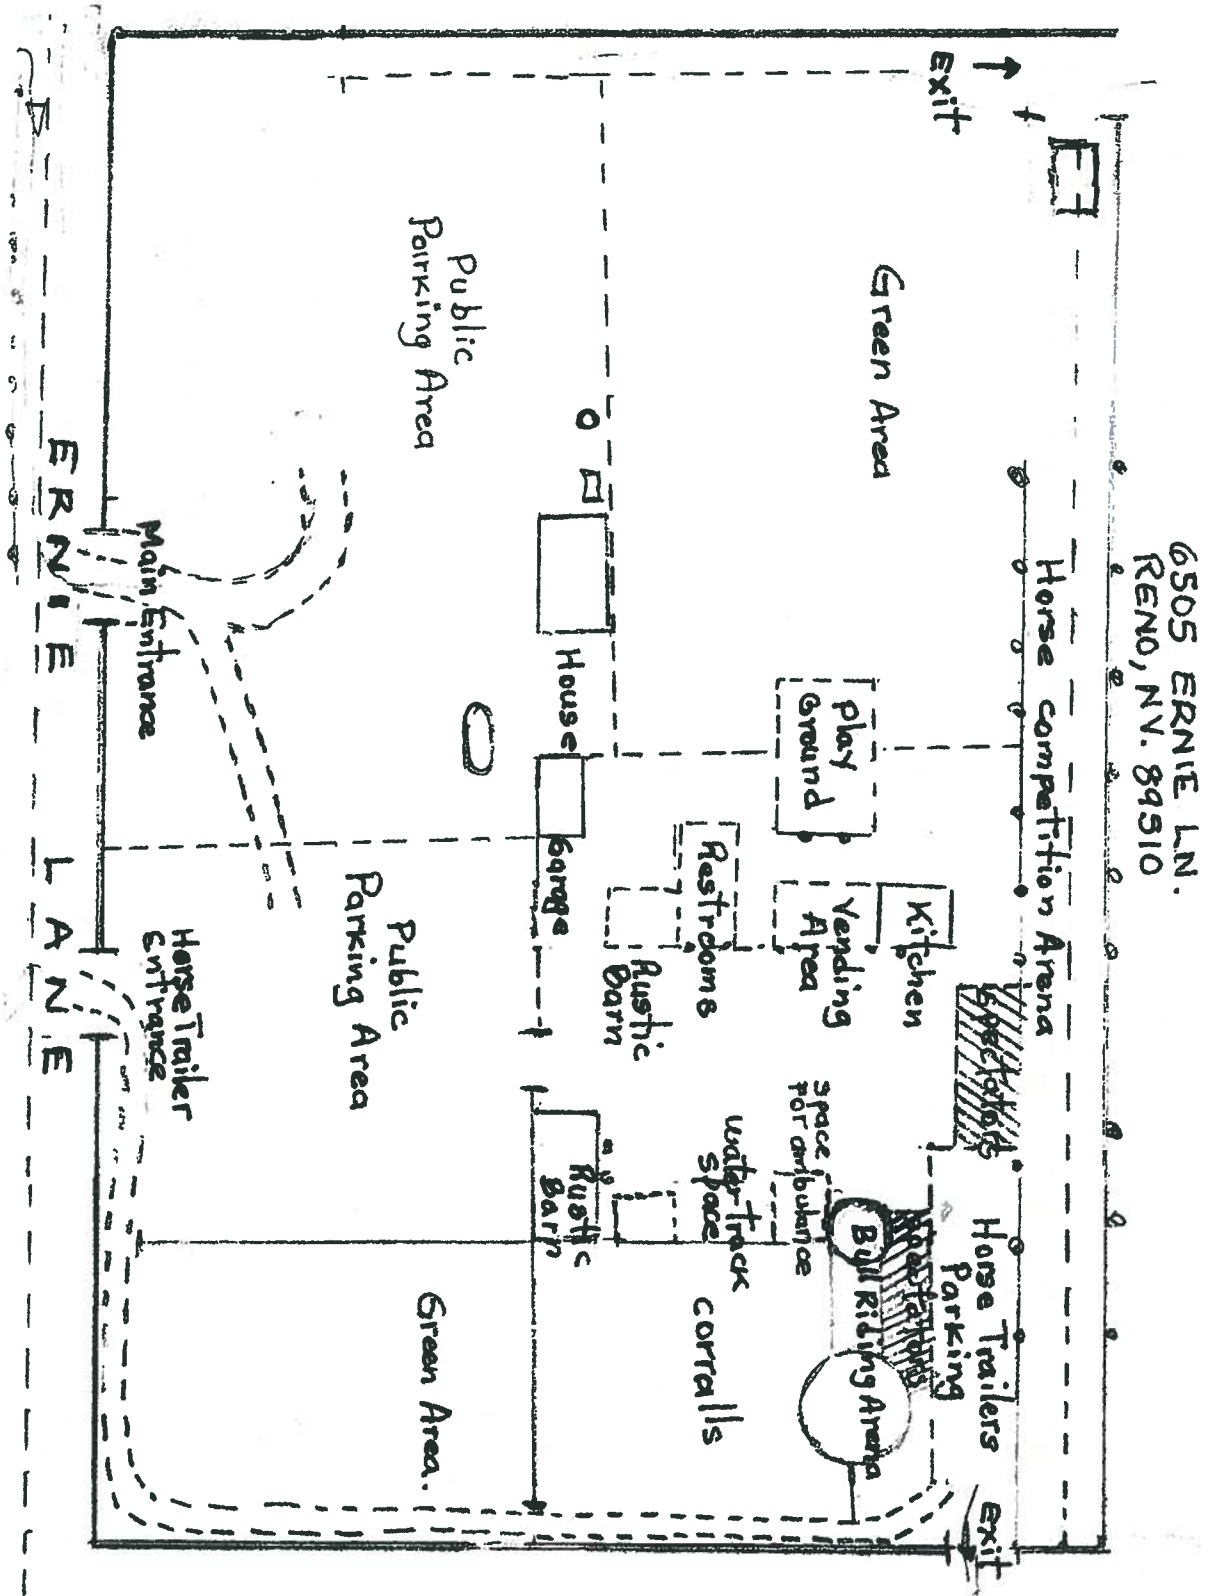 6505 ERNIE LN.
RENO, NV. 89510
Horse competition Arena
Exit
Green Area
Play
Ground
Kitchen
Vending
Area
Restrooms
Rustic
Barn
Spectators
Horse Trailers
Parking
Exit
Spectators
Bull Riding Arena
Space
For ambulance
water track
space
corralls
Rustic
Barn
House
Garage
Public
Parking Area
Public
Parking Area
Green Area.
Main Entrance
Horse Trailer
Entrance
ERNIE LANE